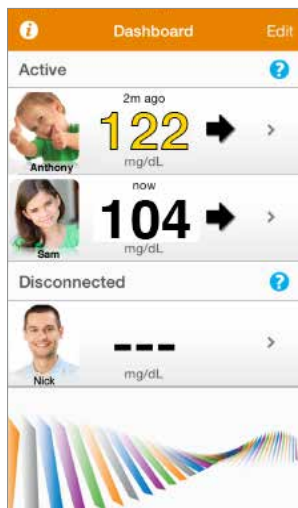 Dashboard
Edit
Active
?
2m ago
122
mg/dL
Anthony
now
104
mg/dL
Sam
Disconnected
?
---
mg/dL
Nick